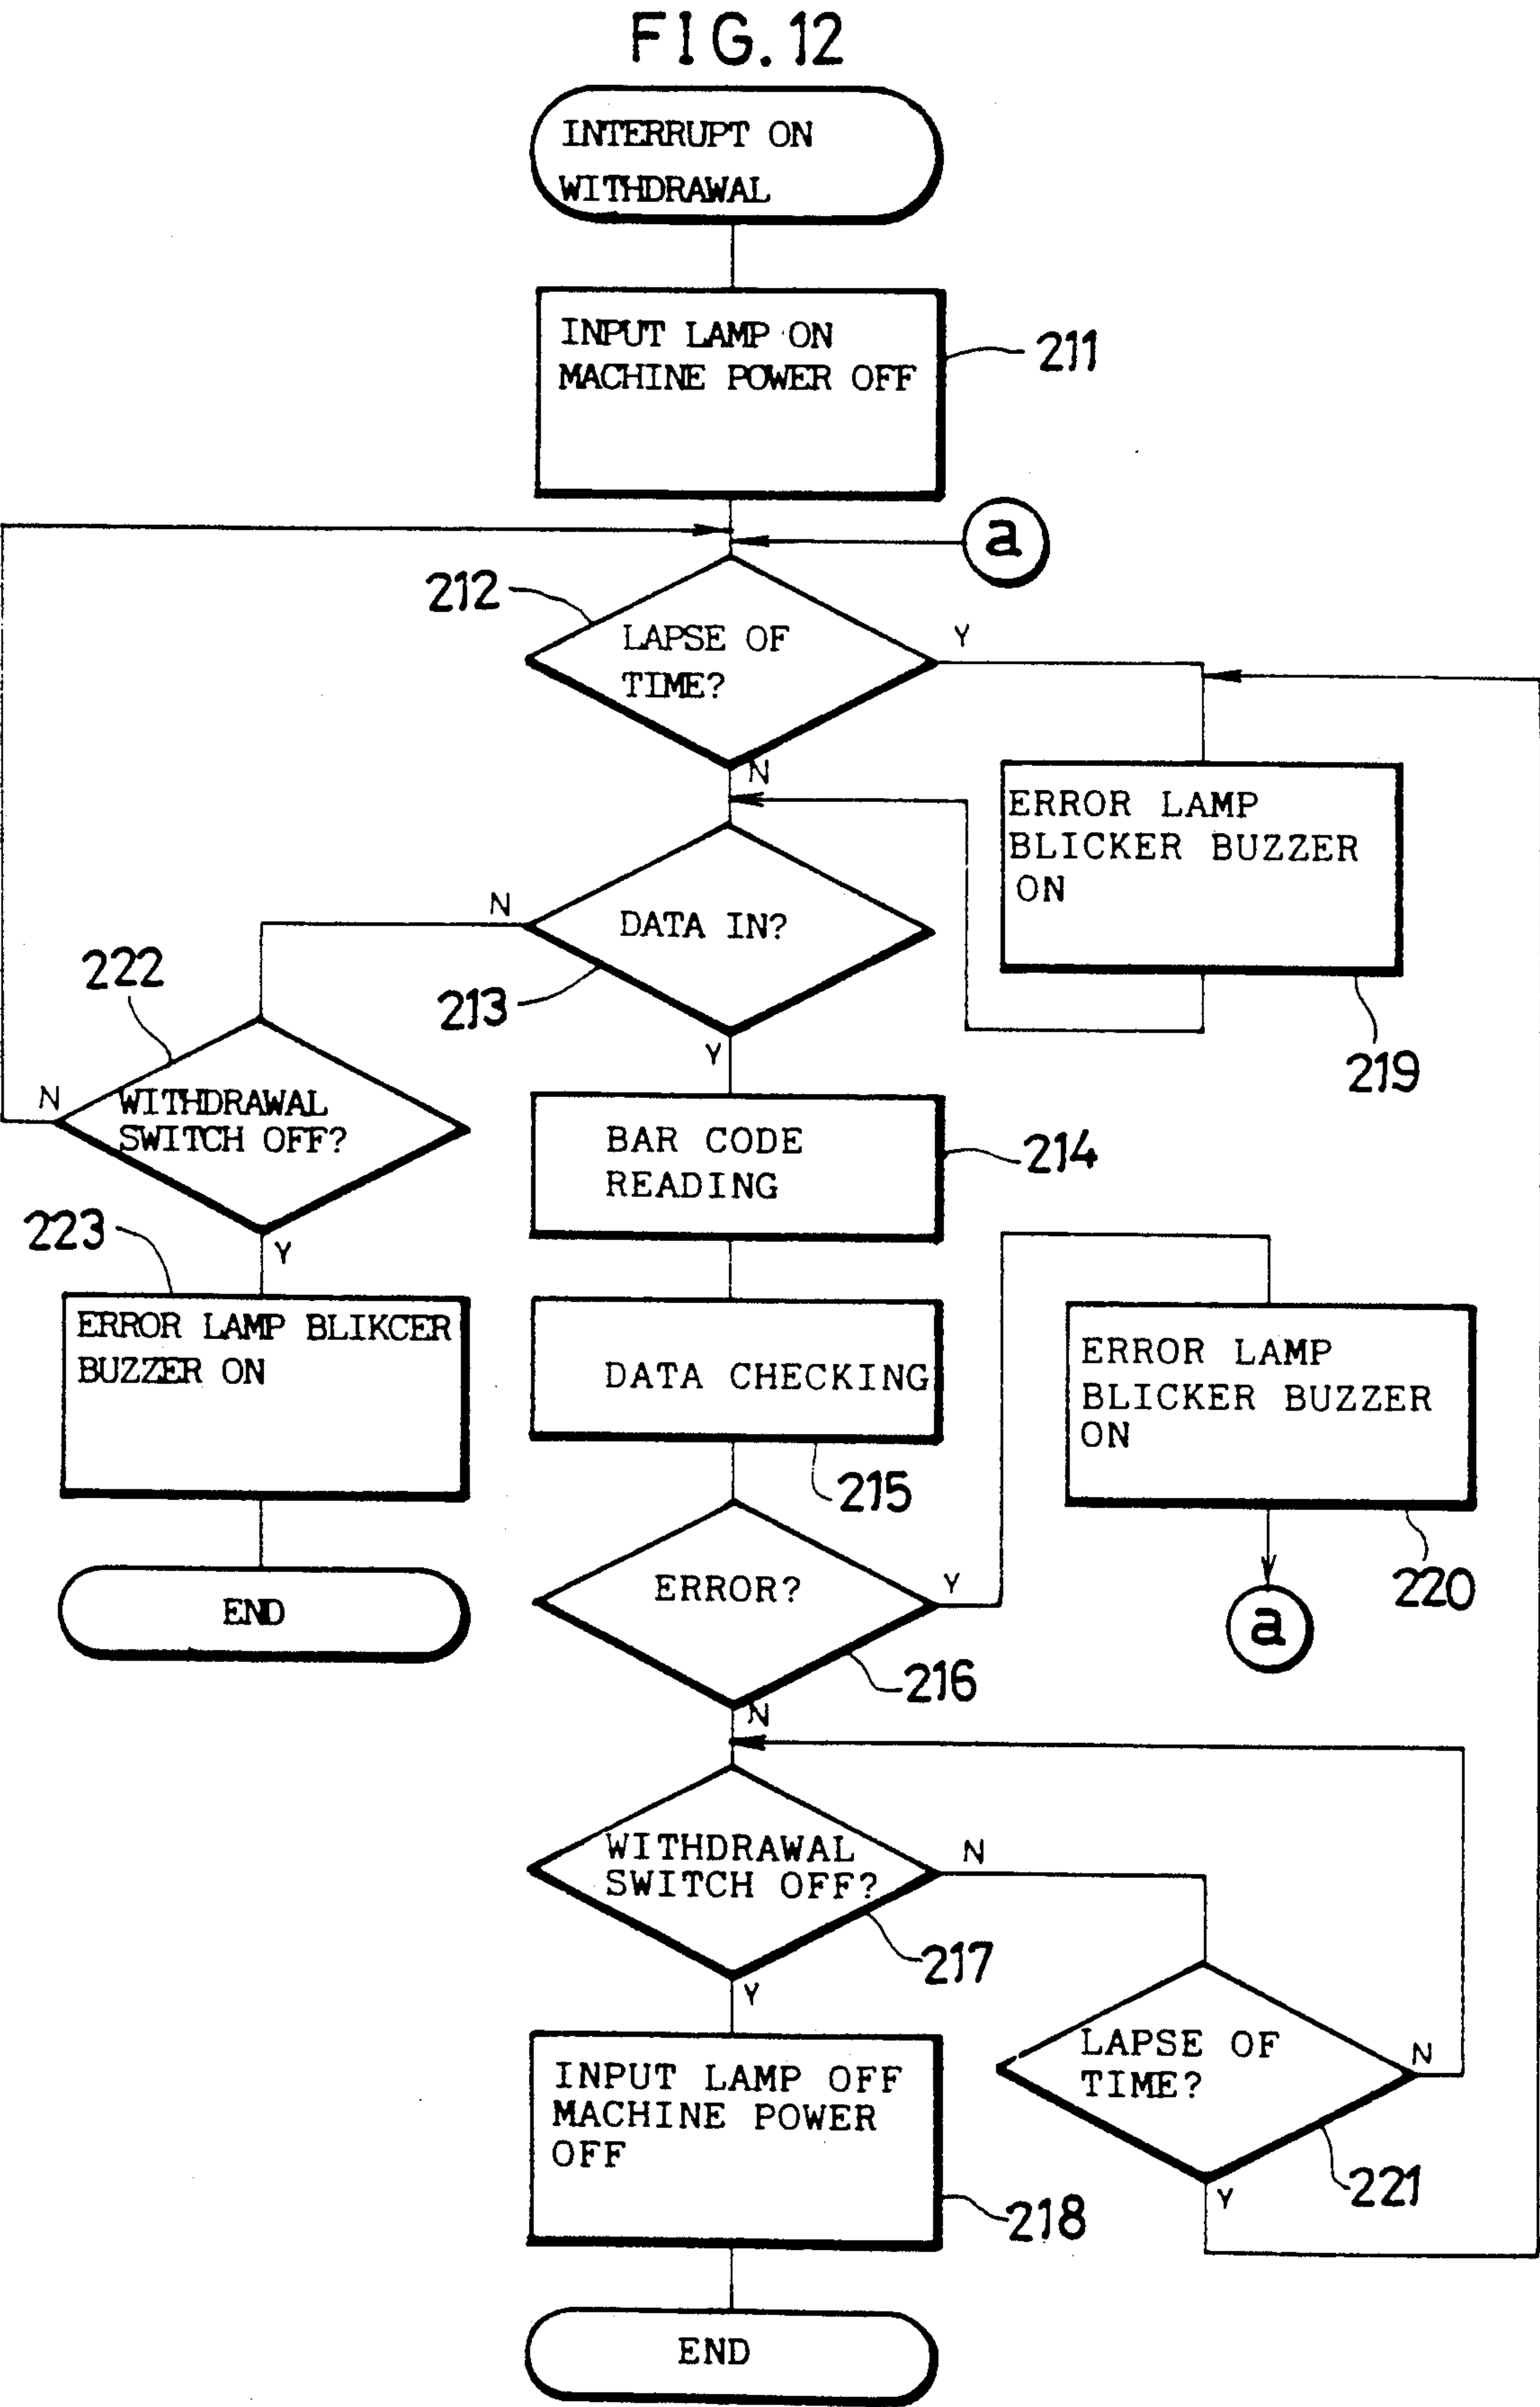 FIG. 12
INTERRUPT ON
WITHDRAWAL
INPUT LAMP ON
MACHINE POWER OFF
211
a
212
LAPSE OF
TIME?
Y
N
ERROR LAMP
BLICKER BUZZER
ON
219
N
DATA IN?
213
Y
222
N
WITHDRAWAL
SWITCH OFF?
Y
BAR CODE
READING
214
223
ERROR LAMP BLIKCER
BUZZER ON
END
DATA CHECKING
215
ERROR LAMP
BLICKER BUZZER
ON
220
a
ERROR?
Y
216
N
WITHDRAWAL
SWITCH OFF?
N
217
Y
LAPSE OF
TIME?
N
221
Y
INPUT LAMP OFF
MACHINE POWER
OFF
218
END